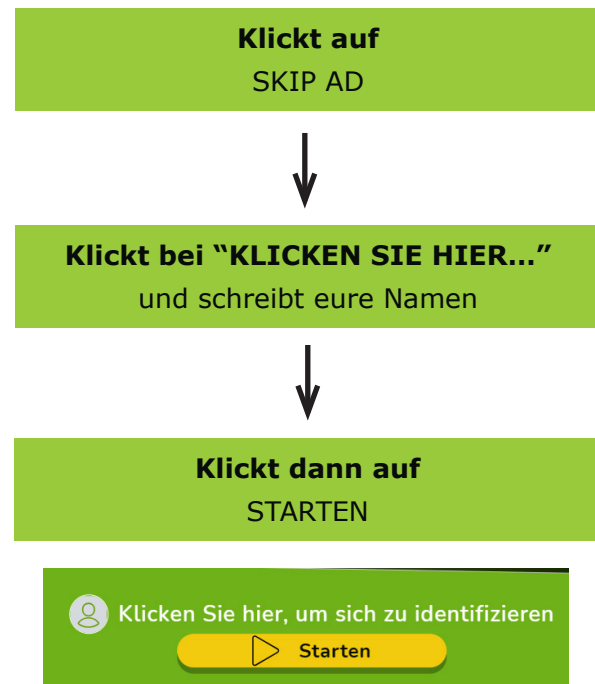 Klickt auf
SKIP AD
Klickt bei “KLICKEN SIE HIER...”
und schreibt eure Namen
Klickt dann auf
STARTEN
Klicken Sie hier, um sich zu identifizieren
Starten